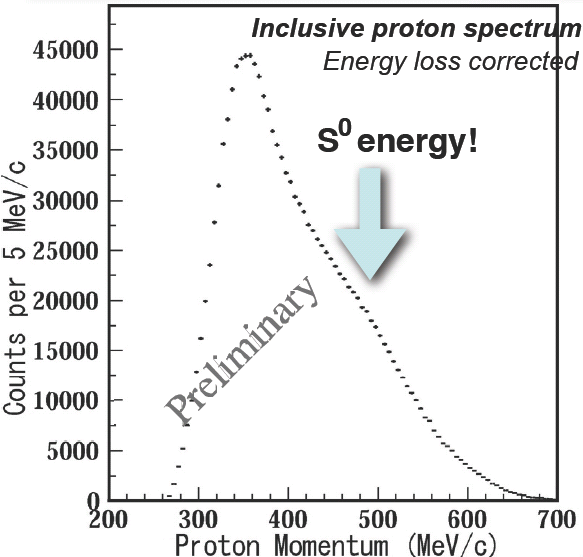 Inclusive proton spectrum
Energy loss corrected
S0 energy!
Preliminary
Counts per 5 MeV/c
45000
40000
35000
30000
25000
20000
15000
10000
5000
0
200 300 400 500 600 700
Proton Momentum (MeV/c)